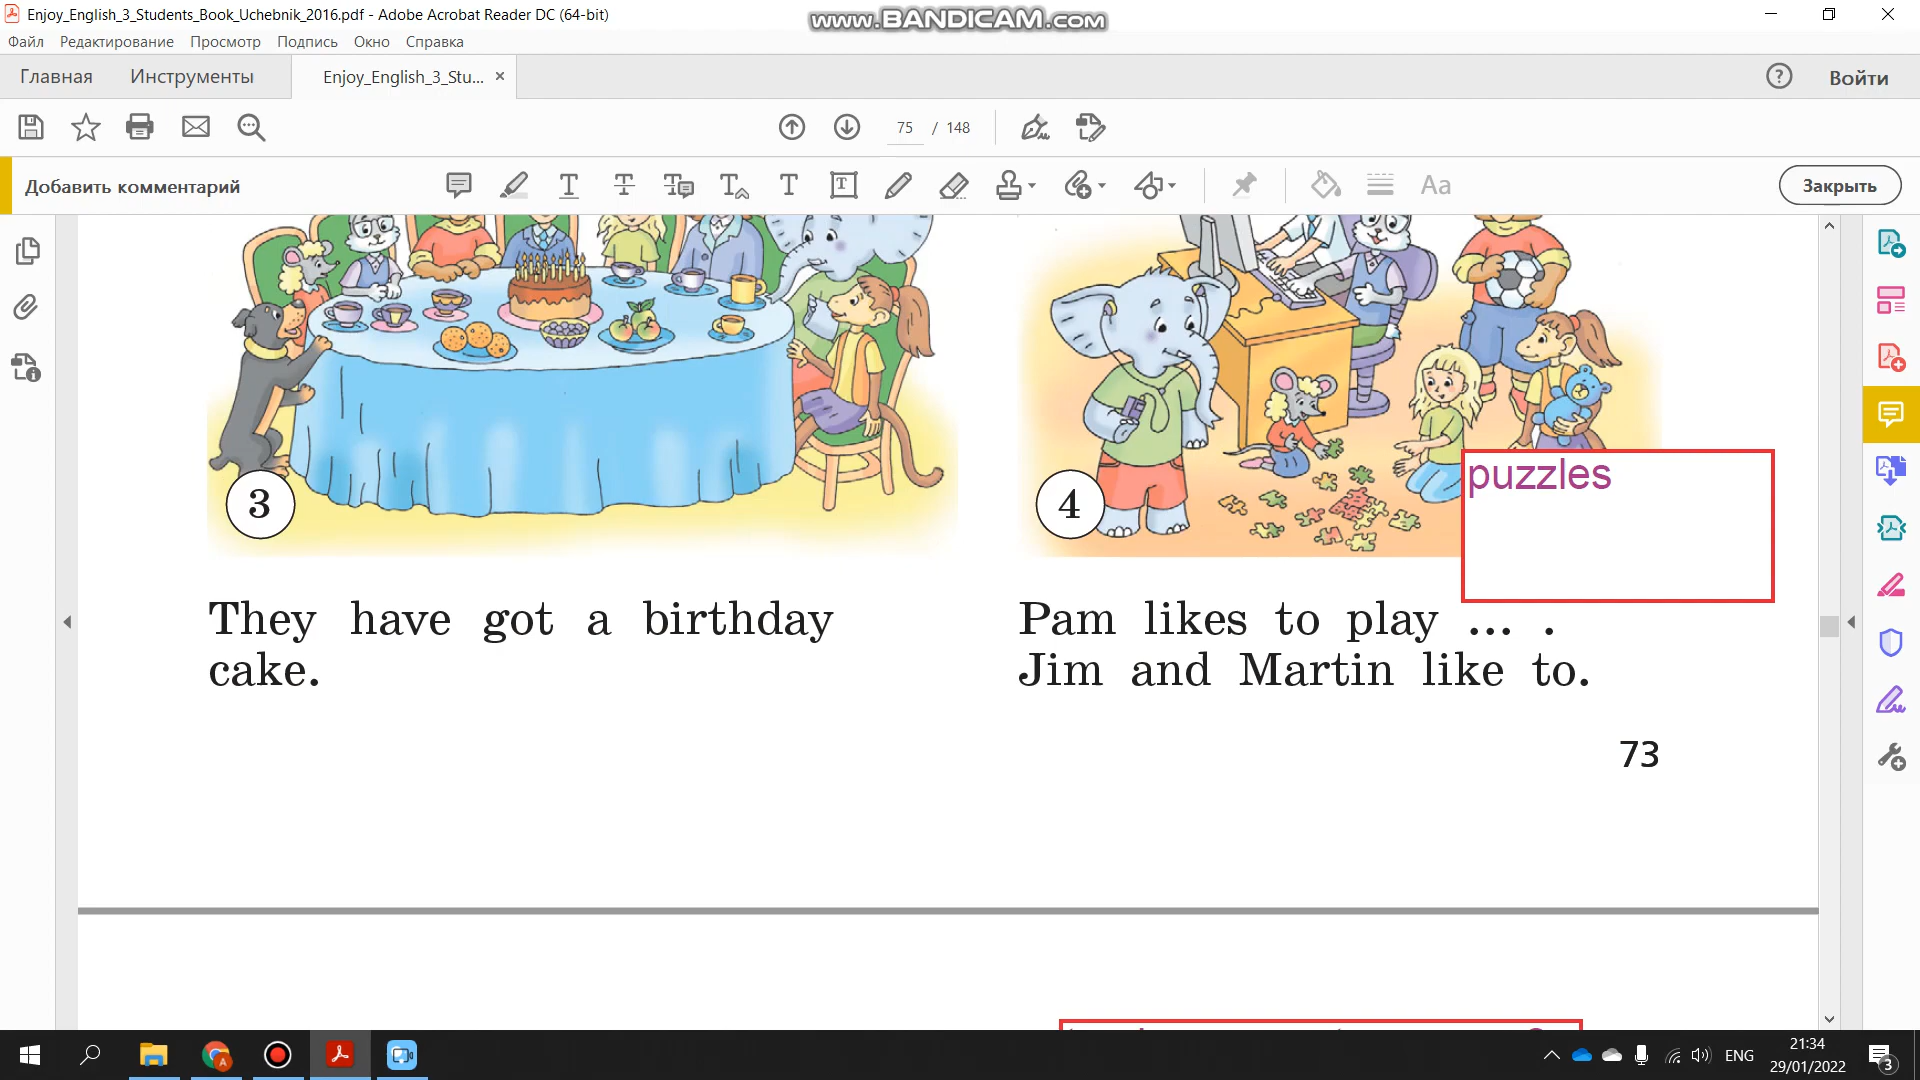 Enjoy_English_3_Students_Book_Uchebnik_2016.pdf - Adobe Acrobat Reader DC (64-bit)
www.BANDICAM.com
Файл Редактирование Просмотр Подпись Окно Справка
Главная Инструменты Enjoy_English_3_Stu... × Войти
75 / 148
Добавить комментарий
Aa
Закрыть
puzzles
3
4
They have got a birthday
cake.
Pam likes to play ... .
Jim and Martin like to.
73
21:34
ENG
29/01/2022
3